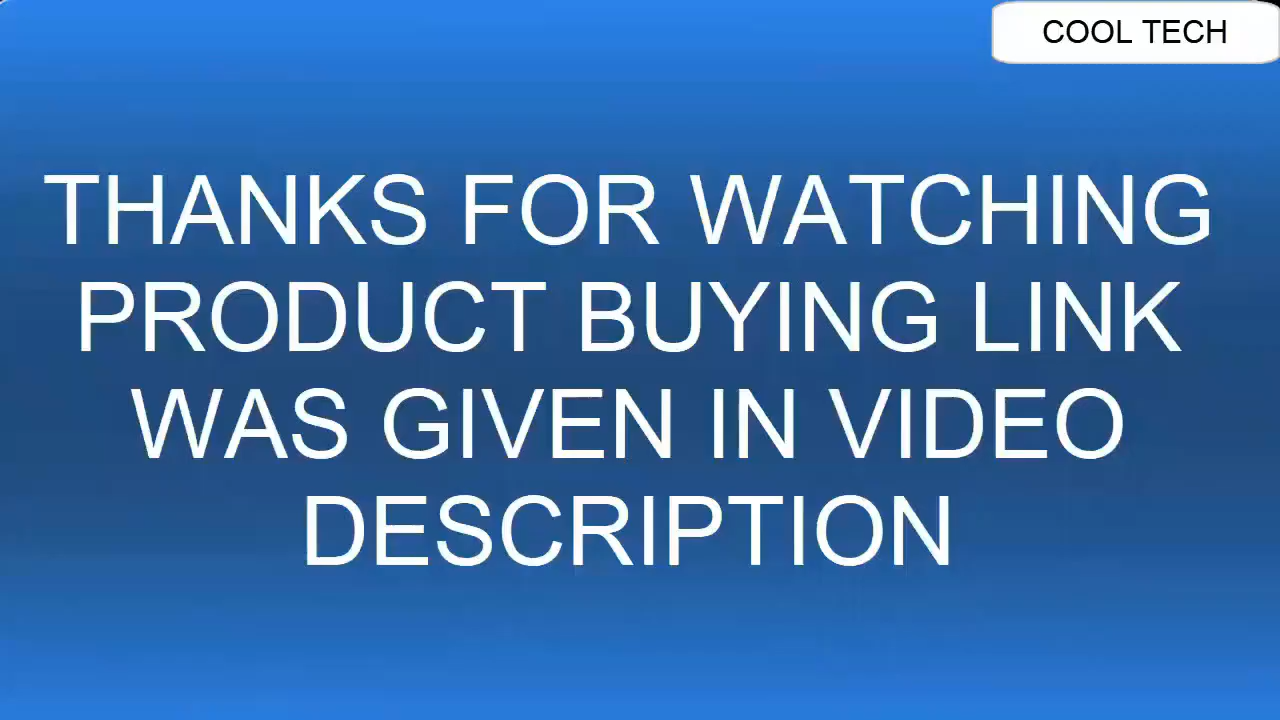 COOL TECH
THANKS FOR WATCHING
PRODUCT BUYING LINK
WAS GIVEN IN VIDEO
DESCRIPTION